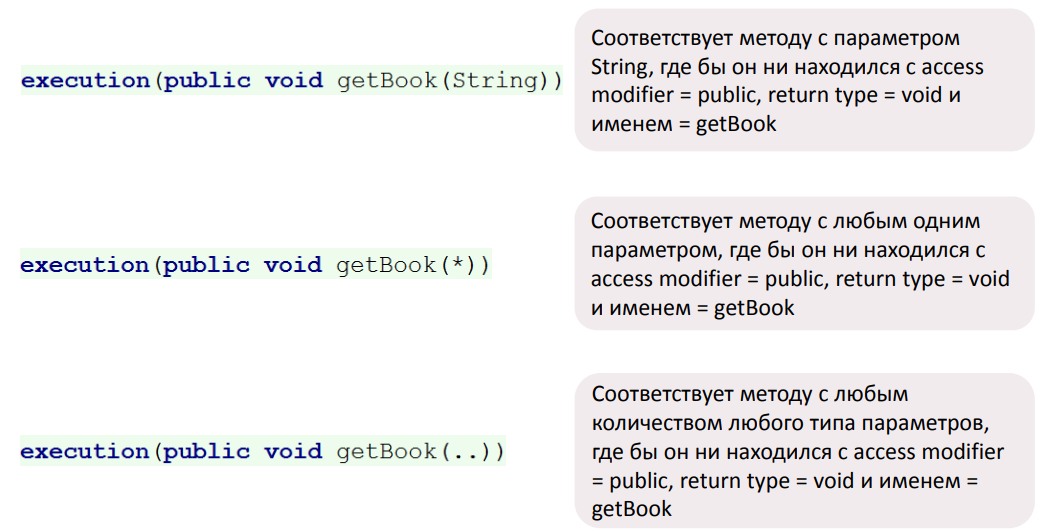 execution(public void getBook(String))
Соответствует методу с параметром
String, где бы он ни находился с access
modifier = public, return type = void и
именем = getBook
execution(public void getBook(*))
Соответствует методу с любым одним
параметром, где бы он ни находился с
access modifier = public, return type = void
и именем = getBook
execution(public void getBook(..))
Соответствует методу с любым
количеством любого типа параметров,
где бы он ни находился с access modifier
= public, return type = void и именем =
getBook